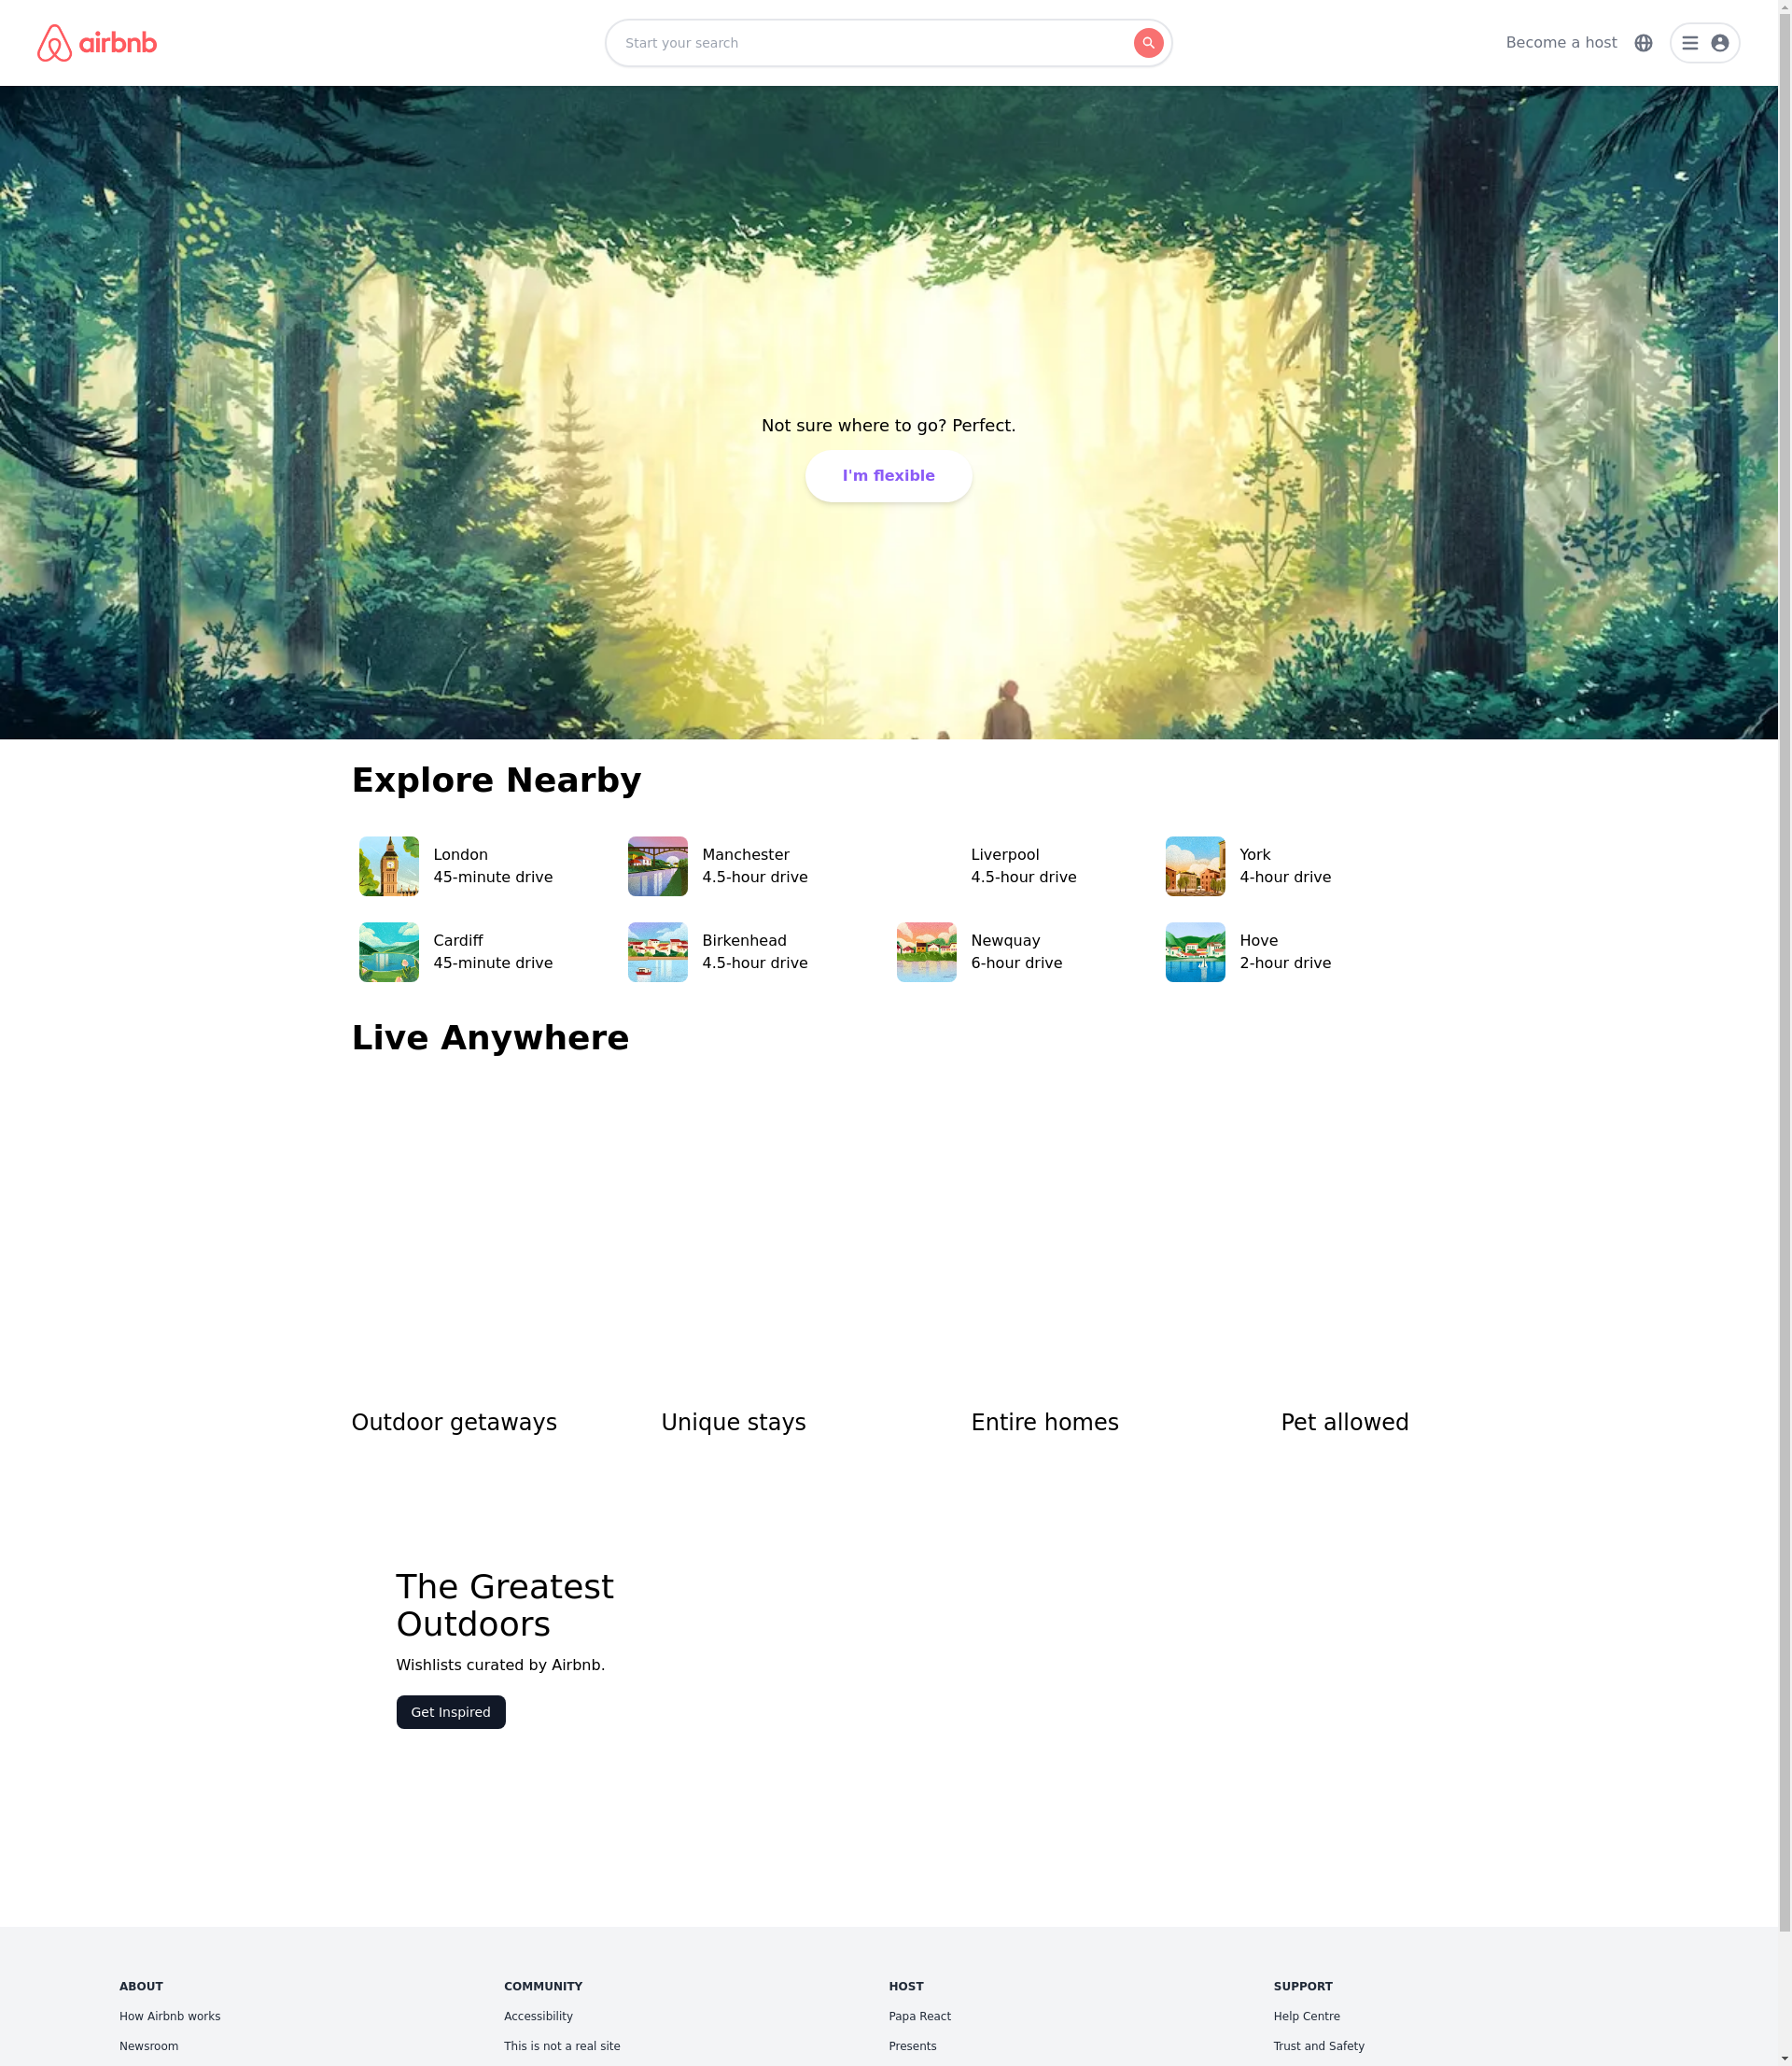 airbnb
Start your search
Become a host
Not sure where to go? Perfect.
I'm flexible
Explore Nearby
London
45-minute drive
Manchester
4.5-hour drive
Liverpool
4.5-hour drive
York
4-hour drive
Cardiff
45-minute drive
Birkenhead
4.5-hour drive
Newquay
6-hour drive
Hove
2-hour drive
Live Anywhere
Outdoor getaways
Unique stays
Entire homes
Pet allowed
The Greatest
Outdoors
Wishlists curated by Airbnb.
Get Inspired
ABOUT
How Airbnb works
Newsroom
COMMUNITY
Accessibility
This is not a real site
HOST
Papa React
Presents
SUPPORT
Help Centre
Trust and Safety